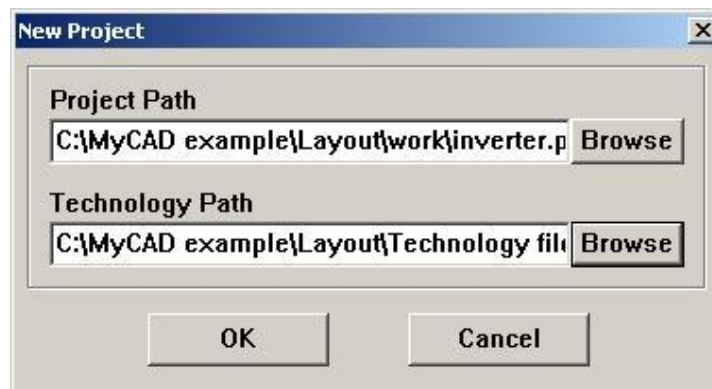 New Project
Project Path
C:\MyCAD example\Layout\work\inverter.p Browse
Technology Path
C:\MyCAD example\Layout\Technology file Browse
OK Cancel